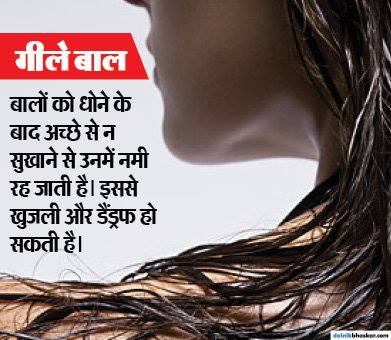 गीले बाल
बालों को धोने के
बाद अच्छे से न
सुखाने से उनमें नमी
रह जाती है। इससे
खुजली और डैंड्रफ हो
सकती है।
dainikbhaskar.com